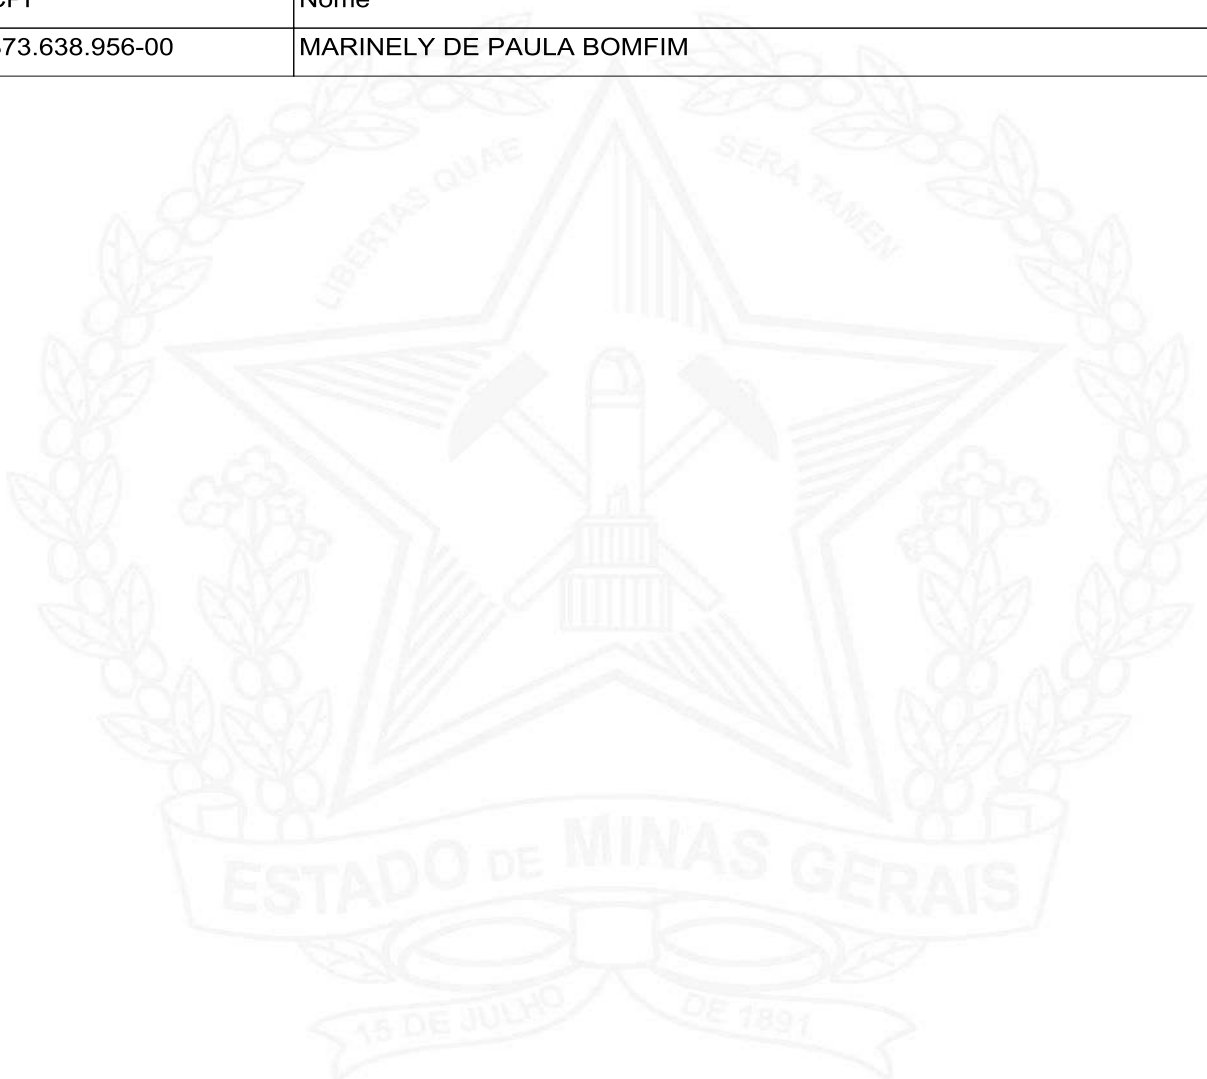 Nome
73.638.956-00 MARINELY DE PAULA BOMFIM
LIBERTAS QUAE SERA TAMEN
ESTADO DE MINAS GERAIS
15 DE JULHO DE 1891